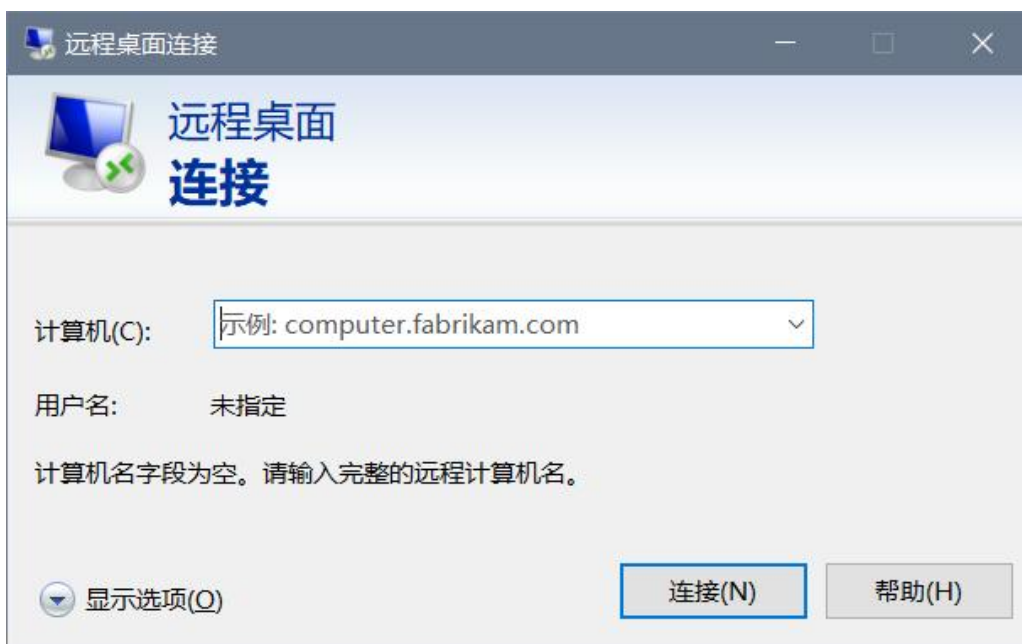 远程桌面连接
远程桌面
连接
计算机(C): 示例: computer.fabrikam.com
用户名: 未指定
计算机名字段为空。请输入完整的远程计算机名。
显示选项(O) 连接(N) 帮助(H)